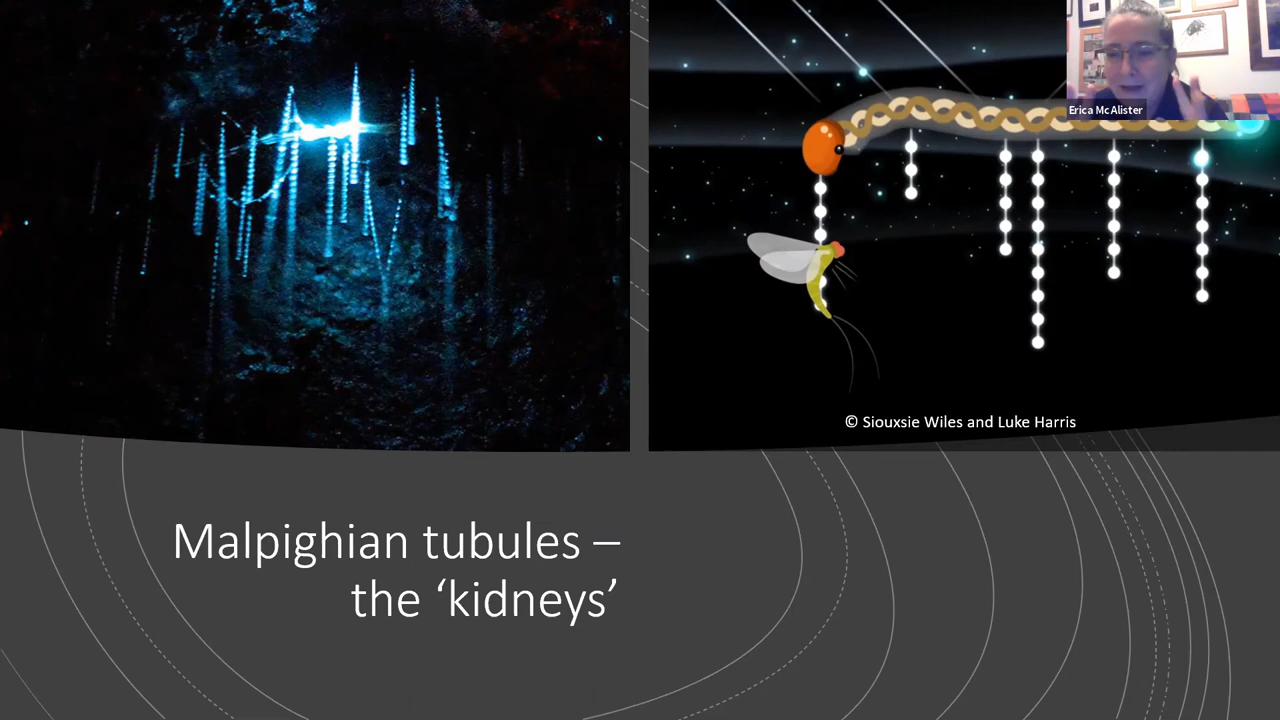 Erica McAlister
© Siouxsie Wiles and Luke Harris
Malpighian tubules –
the ‘kidneys’